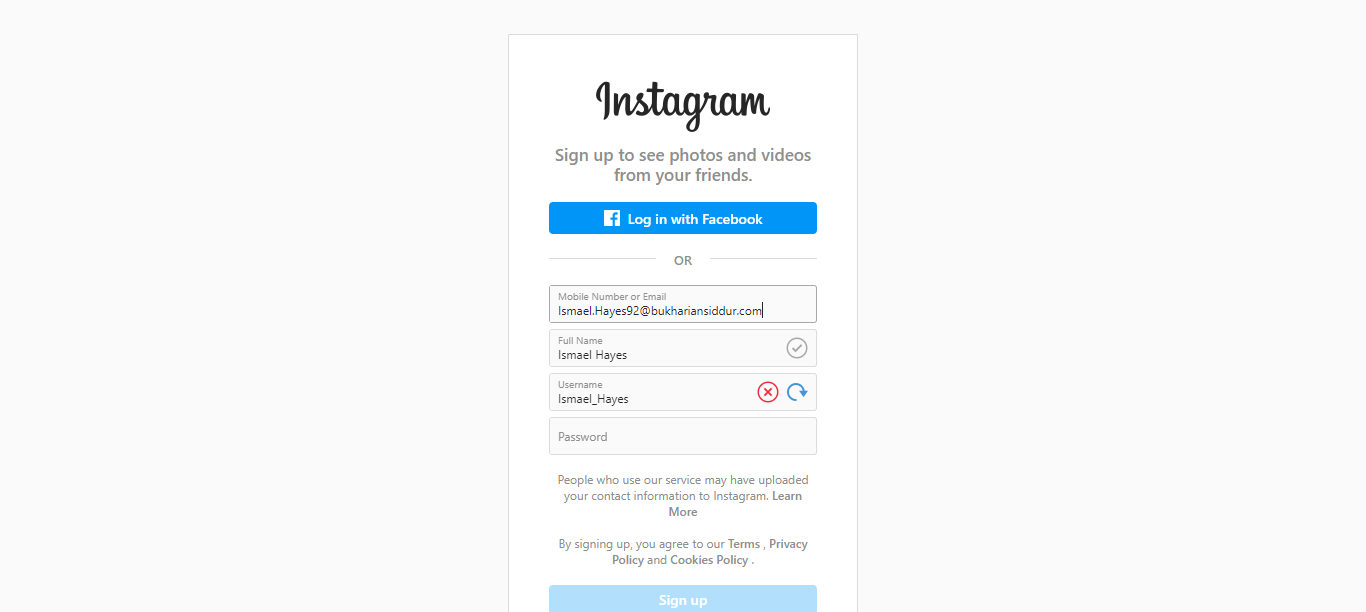 Instagram
Sign up to see photos and videos
from your friends.
Log in with Facebook
OR
Mobile Number or Email
Ismael.Hayes92@bukhariansiddur.com
Full Name
Ismael Hayes
Username
Ismael_Hayes
Password
People who use our service may have uploaded
your contact information to Instagram. Learn
More
By signing up, you agree to our Terms , Privacy
Policy and Cookies Policy .
Sign up